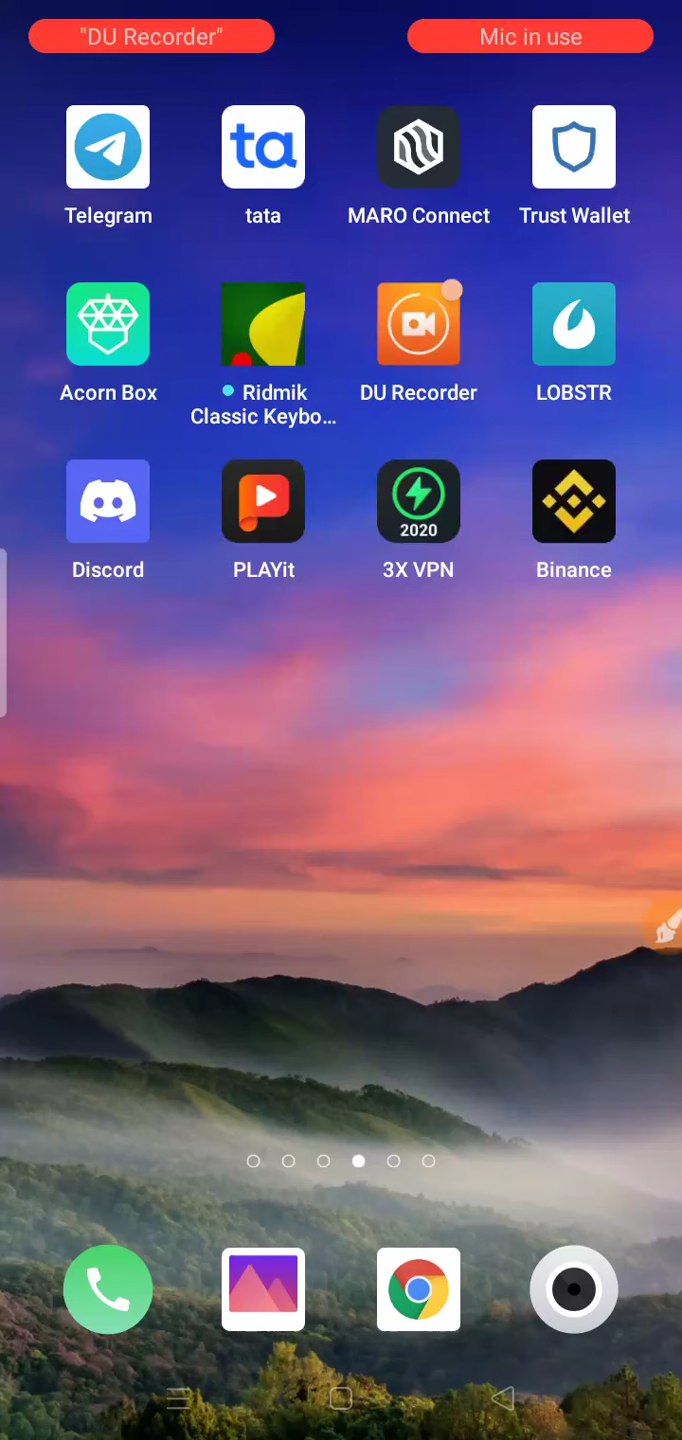 "DU Recorder"
Mic in use
Telegram
ta
tata
MARO Connect
Trust Wallet
Acorn Box
Ridmik
Classic Keybo...
DU Recorder
LOBSTR
2020
Discord
PLAYit
3X VPN
Binance